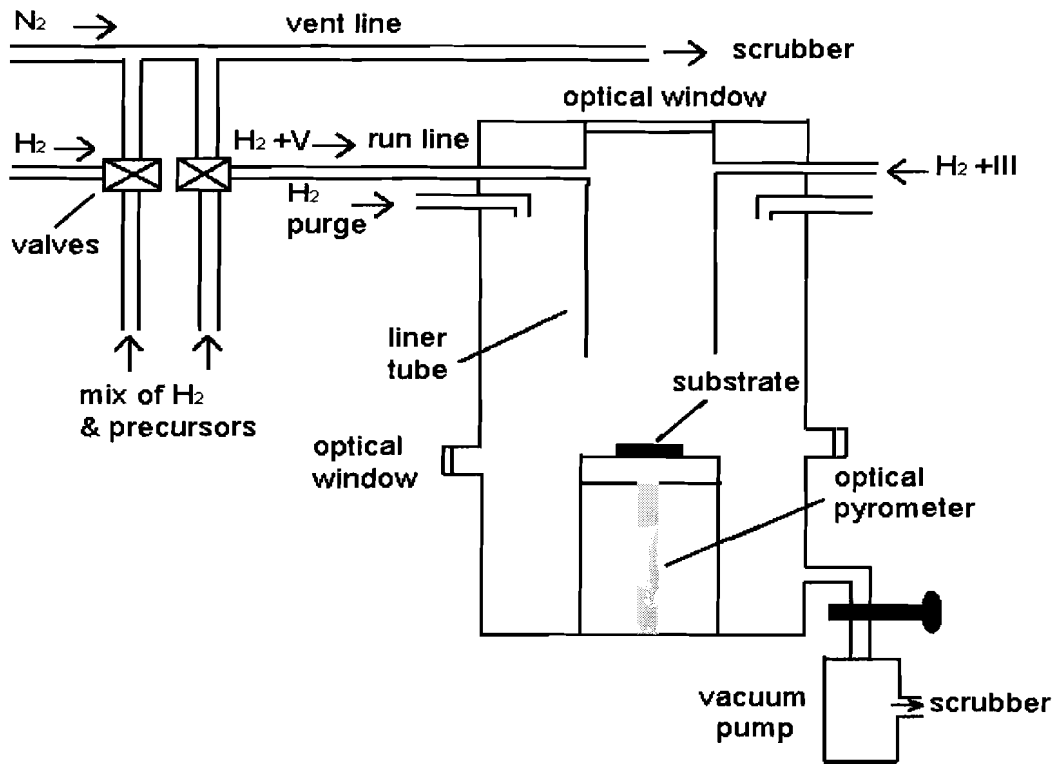 N2
vent line
scrubber
optical window
H2
H2 +V
run line
H2 +III
H2
purge
valves
liner
tube
substrate
mix of H2
& precursors
optical
window
optical
pyrometer
vacuum
pump
scrubber